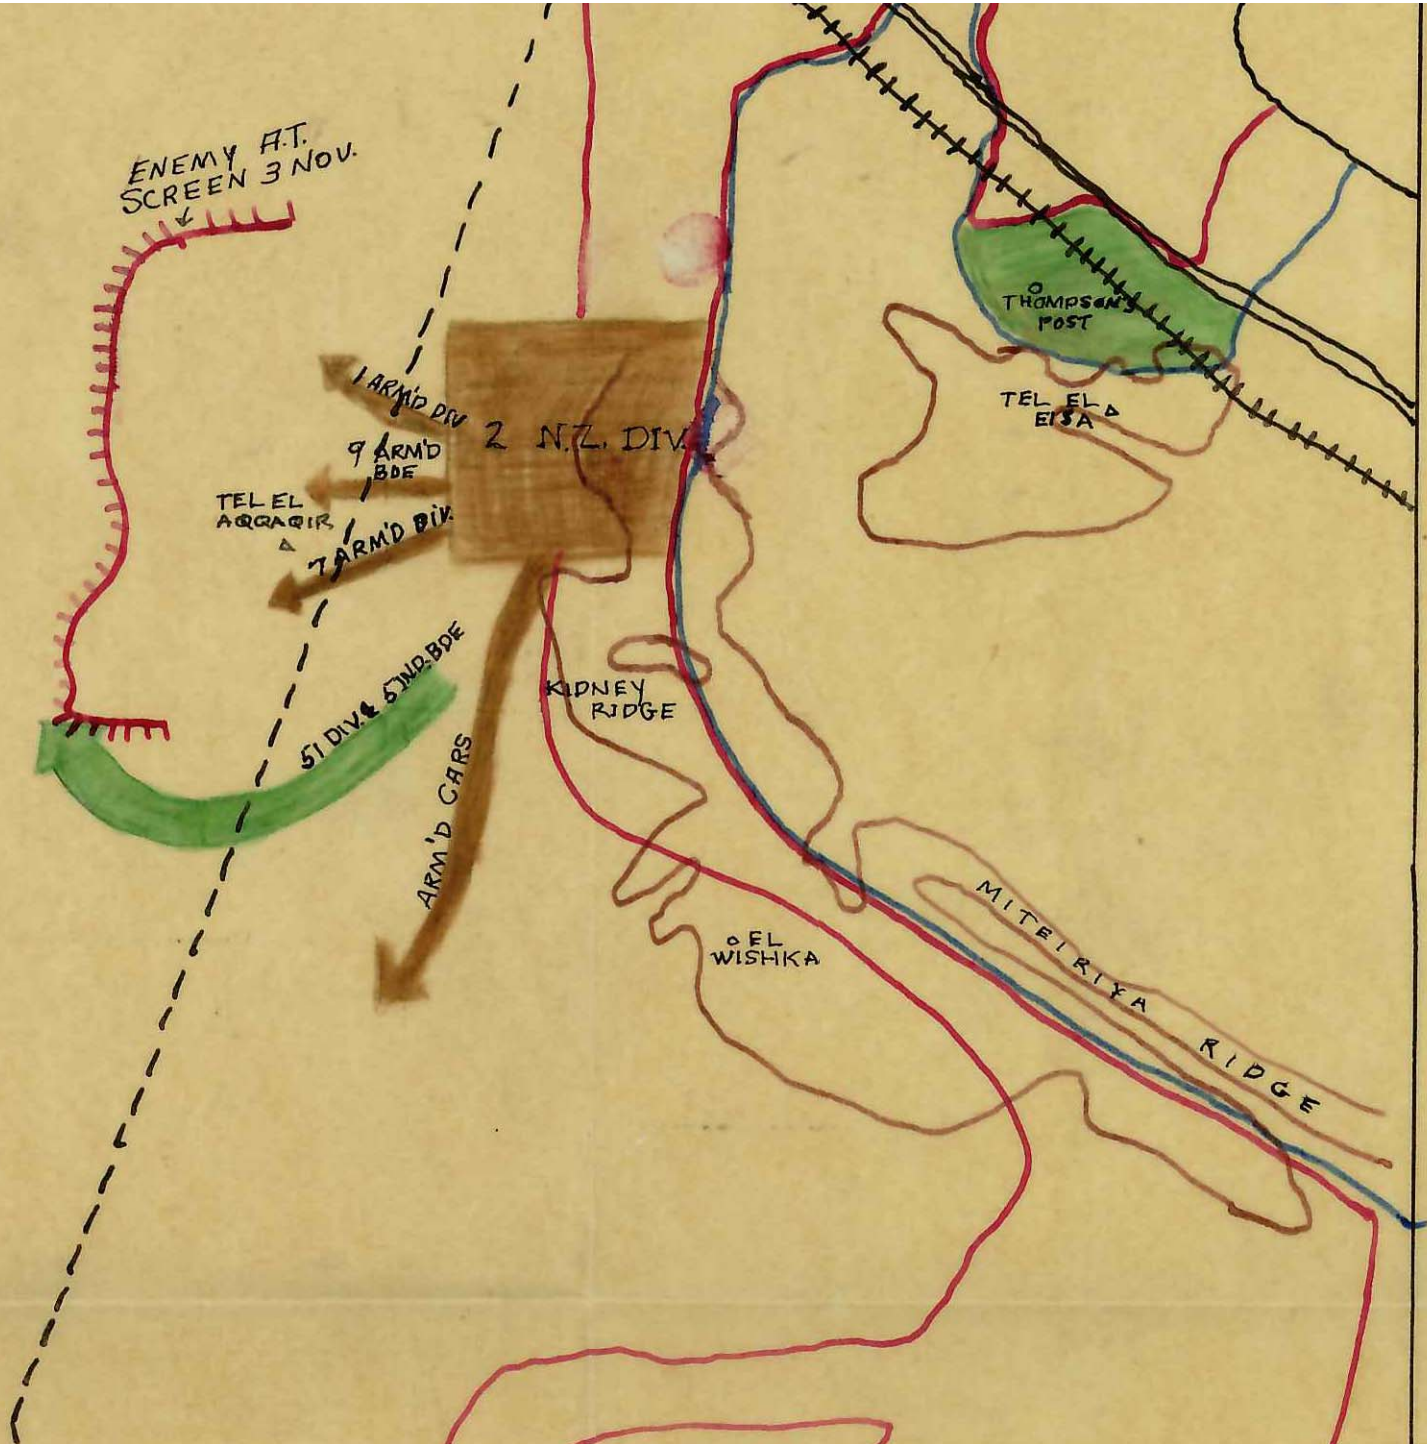 ENEMY A.T.
SCREEN 3 NOV.
THOMPSON'S
POST
1 ARM'D DIV
2 N.Z. DIV.
TEL EL
EISA
9 ARM'D
BDE
TEL EL
AQQAQIR
7 ARM'D DIV.
51 DIV. & 5 IND. BDE
KIDNEY
RIDGE
ARM'D CARS
EL
WISHKA
MITEIRIYA RIDGE